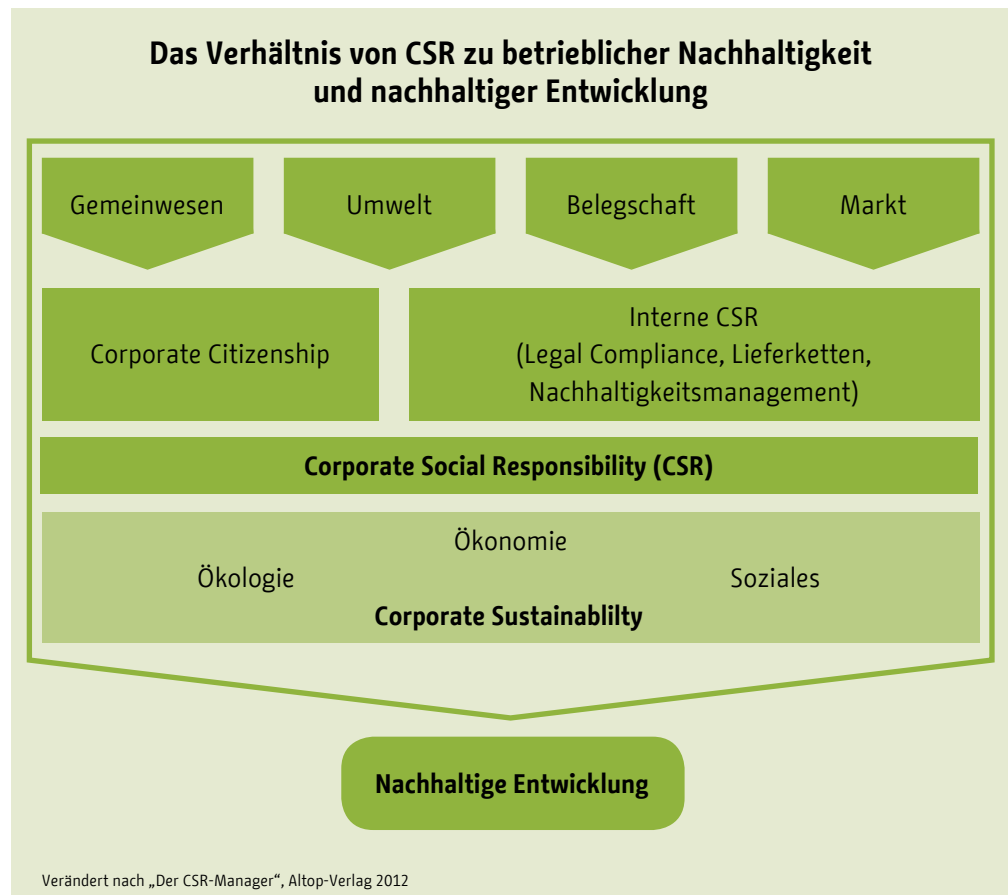 Das Verhältnis von CSR zu betrieblicher Nachhaltigkeit
und nachhaltiger Entwicklung
Gemeinwesen
Umwelt
Belegschaft
Markt
Corporate Citizenship
Interne CSR
(Legal Compliance, Lieferketten,
Nachhaltigkeitsmanagement)
Corporate Social Responsibility (CSR)
Ökonomie
Ökologie
Soziales
Corporate Sustainablilty
Nachhaltige Entwicklung
Verändert nach „Der CSR-Manager“, Altop-Verlag 2012